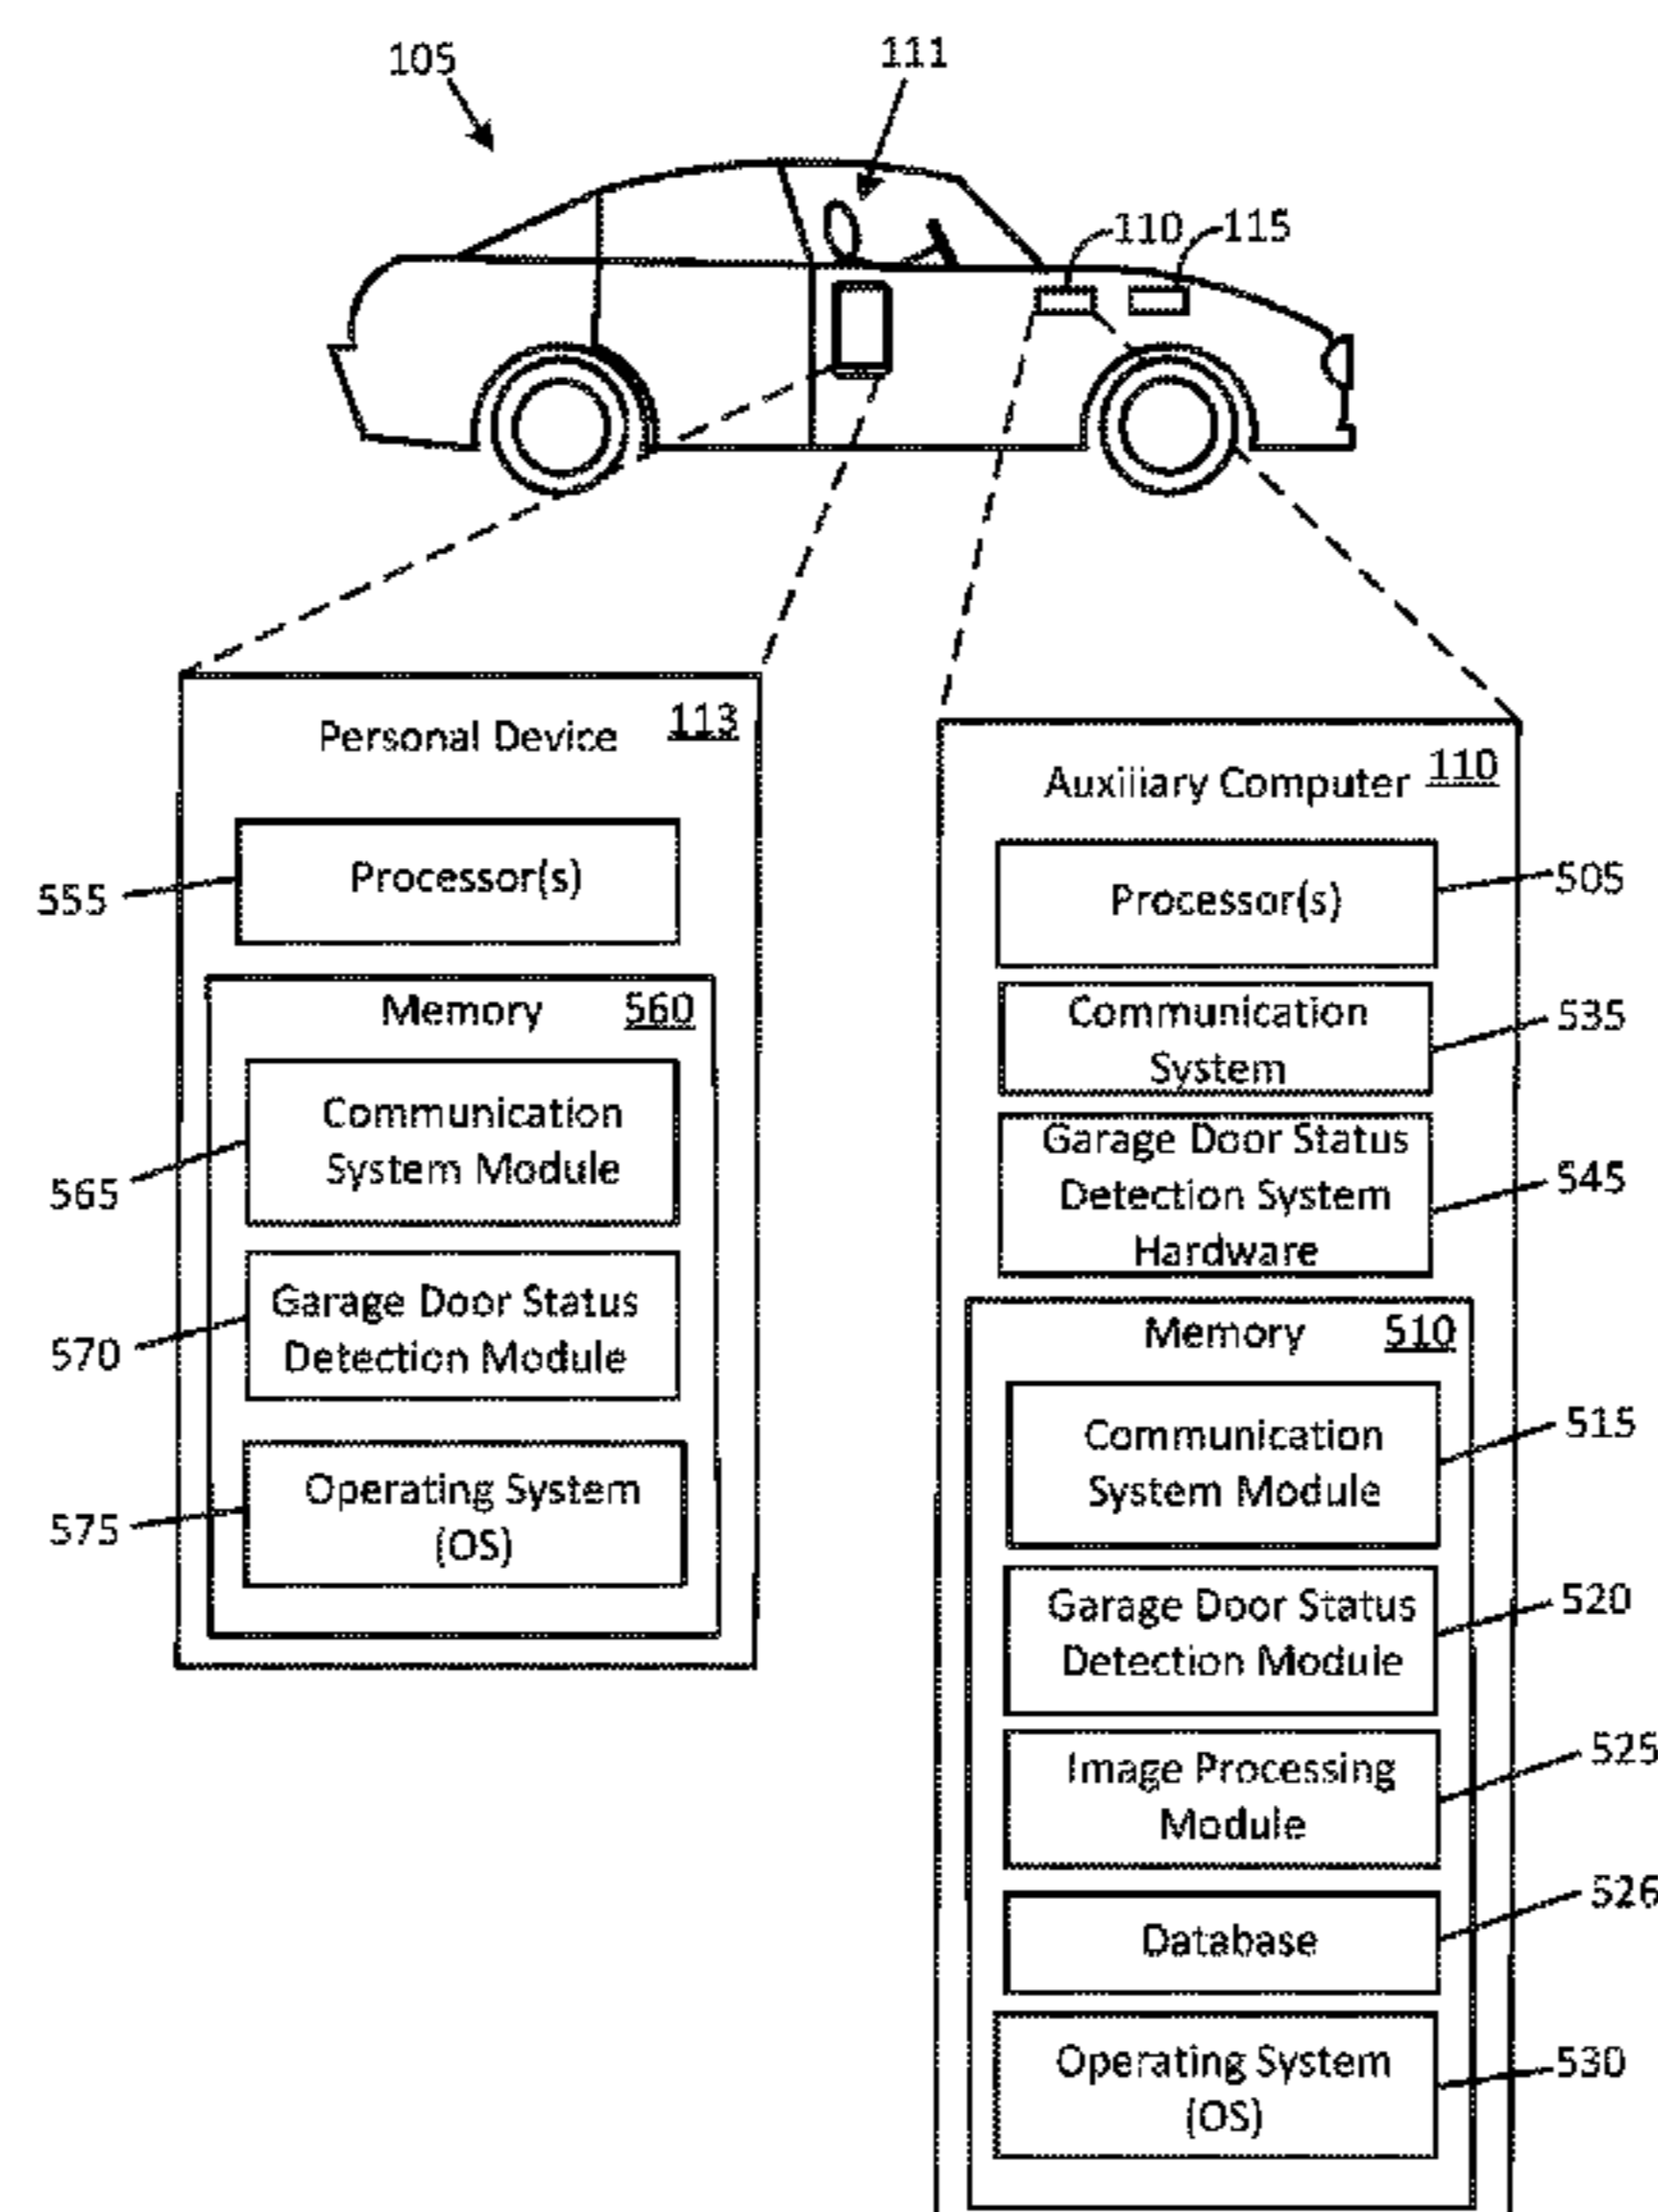 105
111
110
115
Personal Device
113
Processor(s)
555
Memory
560
Communication
System Module
565
Garage Door Status
Detection Module
570
Operating System
(OS)
575
Auxiliary Computer
110
Processor(s)
505
Communication
System
535
Garage Door Status
Detection System
Hardware
545
Memory
510
Communication
System Module
515
Garage Door Status
Detection Module
520
Image Processing
Module
525
Database
526
Operating System
(OS)
530